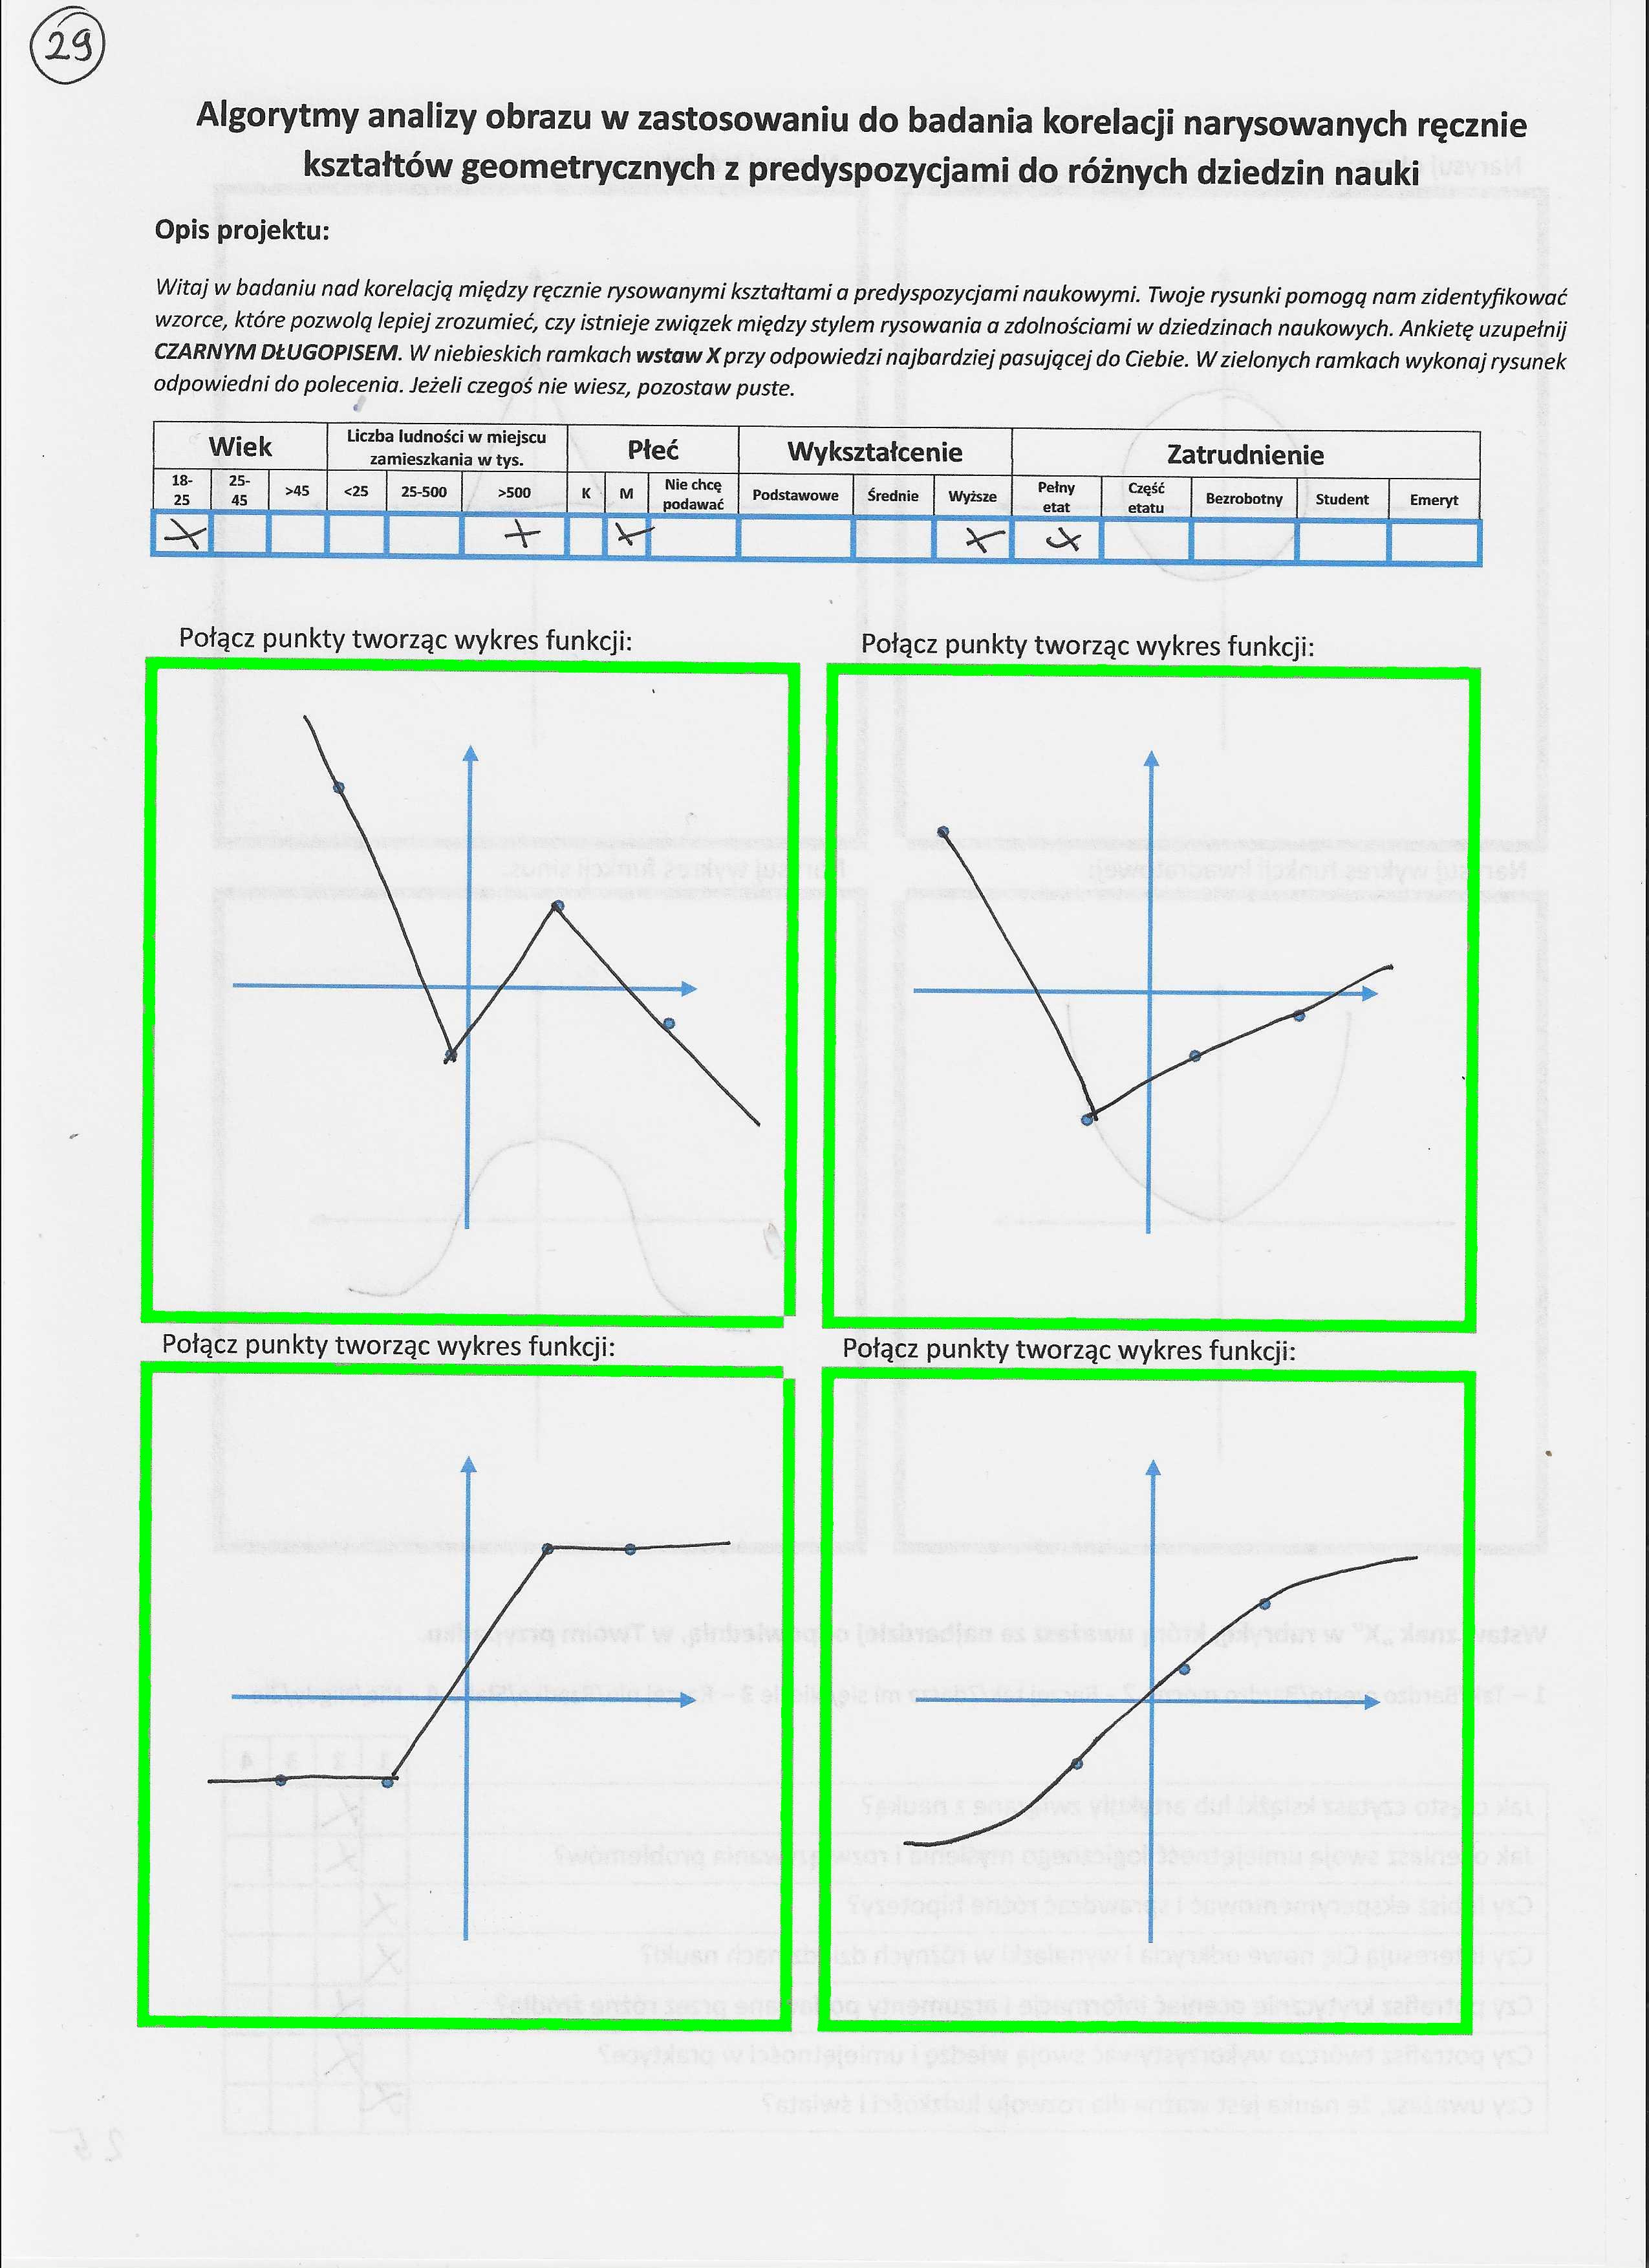 29
Algorytmy analizy obrazu w zastosowaniu do badania korelacji narysowanych ręcznie
kształtów geometrycznych z predyspozycjami do różnych dziedzin nauki
Opis projektu:
Witaj w badaniu nad korelacją między ręcznie rysowanymi kształtami a predyspozycjami naukowymi. Twoje rysunki pomogą nam zidentyfikować
wzorce, które pozwolą lepiej zrozumieć, czy istnieje związek między stylem rysowania a zdolnościami w dziedzinach naukowych. Ankietę uzupełnij
CZARNYM DŁUGOPISEM. W niebieskich ramkach wstaw X przy odpowiedzi najbardziej pasującej do Ciebie. W zielonych ramkach wykonaj rysunek
odpowiedni do polecenia. Jeżeli czegoś nie wiesz, pozostaw puste.
Wiek Liczba ludności w miejscu zamieszkania w tys. Płeć Wykształcenie Zatrudnienie
18-25 25-45 >45 <25 25-500 >500 K M Nie chcę podawać Podstawowe Średnie Wyższe Pełny etat Część etatu Bezrobotny Student Emeryt
X X X X X
Połącz punkty tworząc wykres funkcji: Połącz punkty tworząc wykres funkcji:
Połącz punkty tworząc wykres funkcji: Połącz punkty tworząc wykres funkcji: